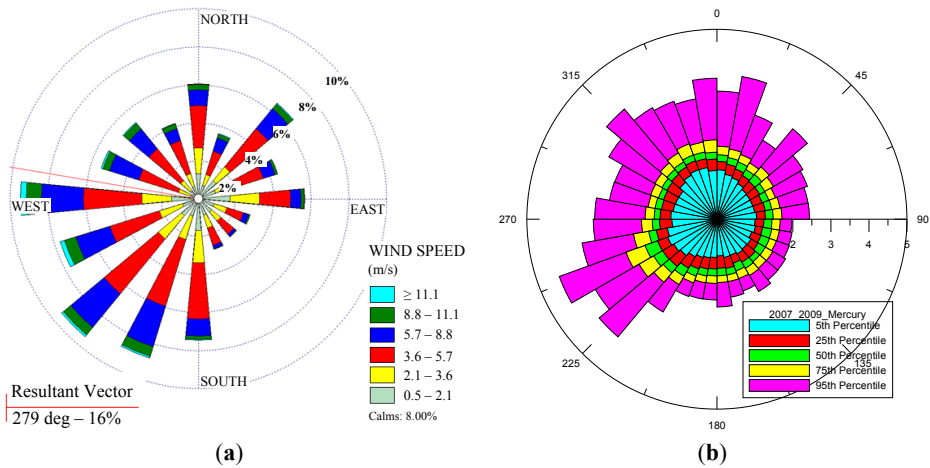 NORTH
10%
8%
6%
4%
2%
WEST
EAST
SOUTH
WIND SPEED
(m/s)
≥ 11.1
8.8 – 11.1
5.7 – 8.8
3.6 – 5.7
2.1 – 3.6
0.5 – 2.1
Calms: 8.00%
Resultant Vector
279 deg – 16%
(a)
0
45
315
270
90
2 3 4 5
225
135
180
2007_2009_Mercury
5th Percentile
25th Percentile
50th Percentile
75th Percentile
95th Percentile
(b)